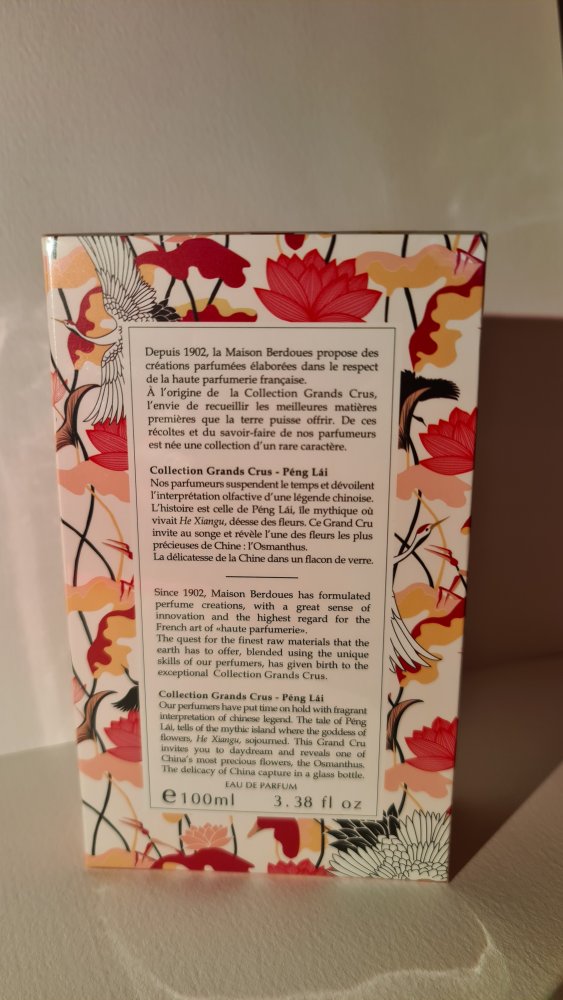 Depuis 1902, la Maison Berdoues propose des
créations parfumées élaborées dans le respect
de la haute parfumerie française.
À l'origine de la Collection Grands Crus,
l'envie de recueillir les meilleures matières
premières que la terre puisse offrir. De ces
récoltes et du savoir-faire de nos parfumeurs
est née une collection d'un rare caractère.
Collection Grands Crus - Péng Lái
Nos parfumeurs suspendent le temps et dévoilent
l'interprétation olfactive d'une légende chinoise.
L'histoire est celle de Péng Lái, île mythique où
vivait He Xiangu, déesse des fleurs. Ce Grand Cru
invite au songe et révèle l'une des fleurs les plus
précieuses de Chine : l'Osmanthus.
La délicatesse de la Chine dans un flacon de verre.
Since 1902, Maison Berdoues has formulated
perfume creations, with a great sense of
innovation and the highest regard for the
French art of «haute parfumerie».
The quest for the finest raw materials that the
earth has to offer, blended using the unique
skills of our perfumers, has given birth to the
exceptional Collection Grands Crus.
Collection Grands Crus - Péng Lái
Our perfumers have put time on hold with fragrant
interpretation of chinese legend. The tale of Péng
Lái, tells of the mythic island where the goddess of
flowers, He Xiangu, sojourned. This Grand Cru
invites you to daydream and reveals one of
China's most precious flowers, the Osmanthus.
The delicacy of China capture in a glass bottle.
EAU DE PARFUM
℮100ml 3.38 fl oz